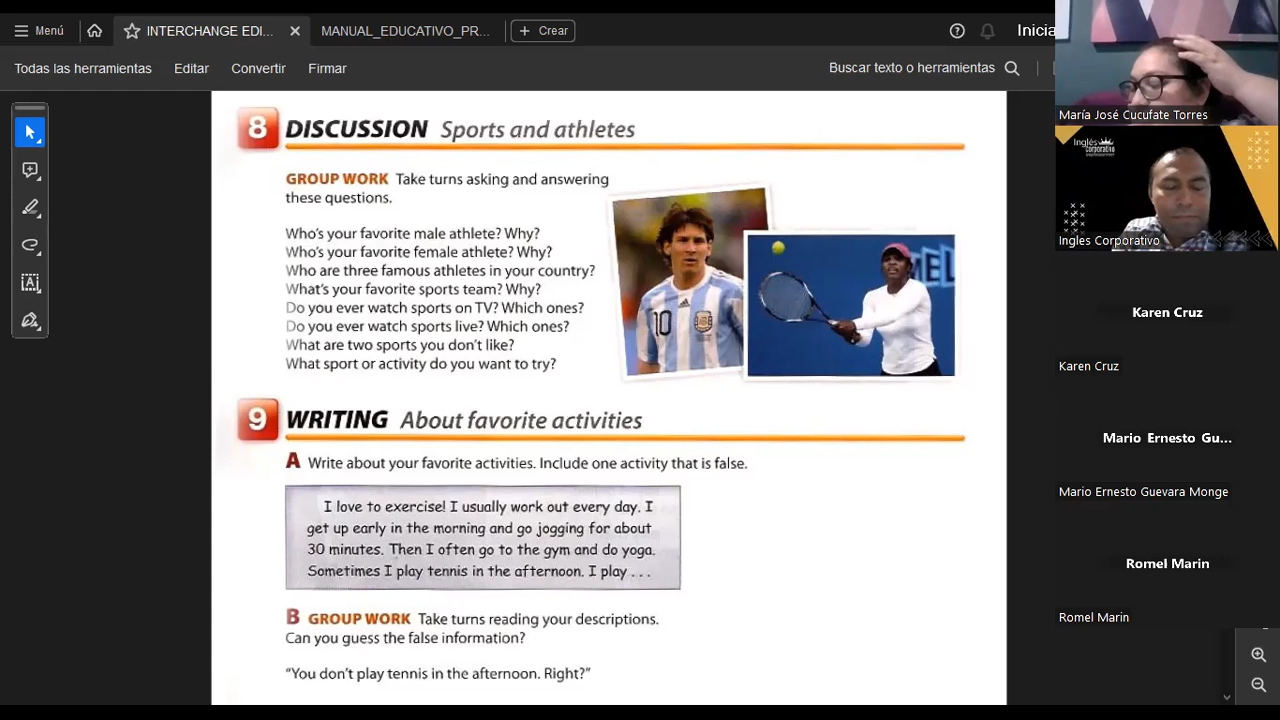 Menú
INTERCHANGE EDI...
MANUAL_EDUCATIVO_PR...
Crear
Inicia
Todas las herramientas
Editar
Convertir
Firmar
Buscar texto o herramientas
8 DISCUSSION Sports and athletes
GROUP WORK Take turns asking and answering
these questions.
Who's your favorite male athlete? Why?
Who's your favorite female athlete? Why?
Who are three famous athletes in your country?
What's your favorite sports team? Why?
Do you ever watch sports on TV? Which ones?
Do you ever watch sports live? Which ones?
What are two sports you don't like?
What sport or activity do you want to try?
10
MEL
9 WRITING About favorite activities
A Write about your favorite activities. Include one activity that is false.
I love to exercise! I usually work out every day. I
get up early in the morning and go jogging for about
30 minutes. Then I often go to the gym and do yoga.
Sometimes I play tennis in the afternoon. I play . . .
B GROUP WORK Take turns reading your descriptions.
Can you guess the false information?
"You don't play tennis in the afternoon. Right?"
María José Cucufate Torres
Inglés
Corporativo
Ingles Corporativo
Karen Cruz
Karen Cruz
Mario Ernesto Gu...
Mario Ernesto Guevara Monge
Romel Marin
Romel Marin